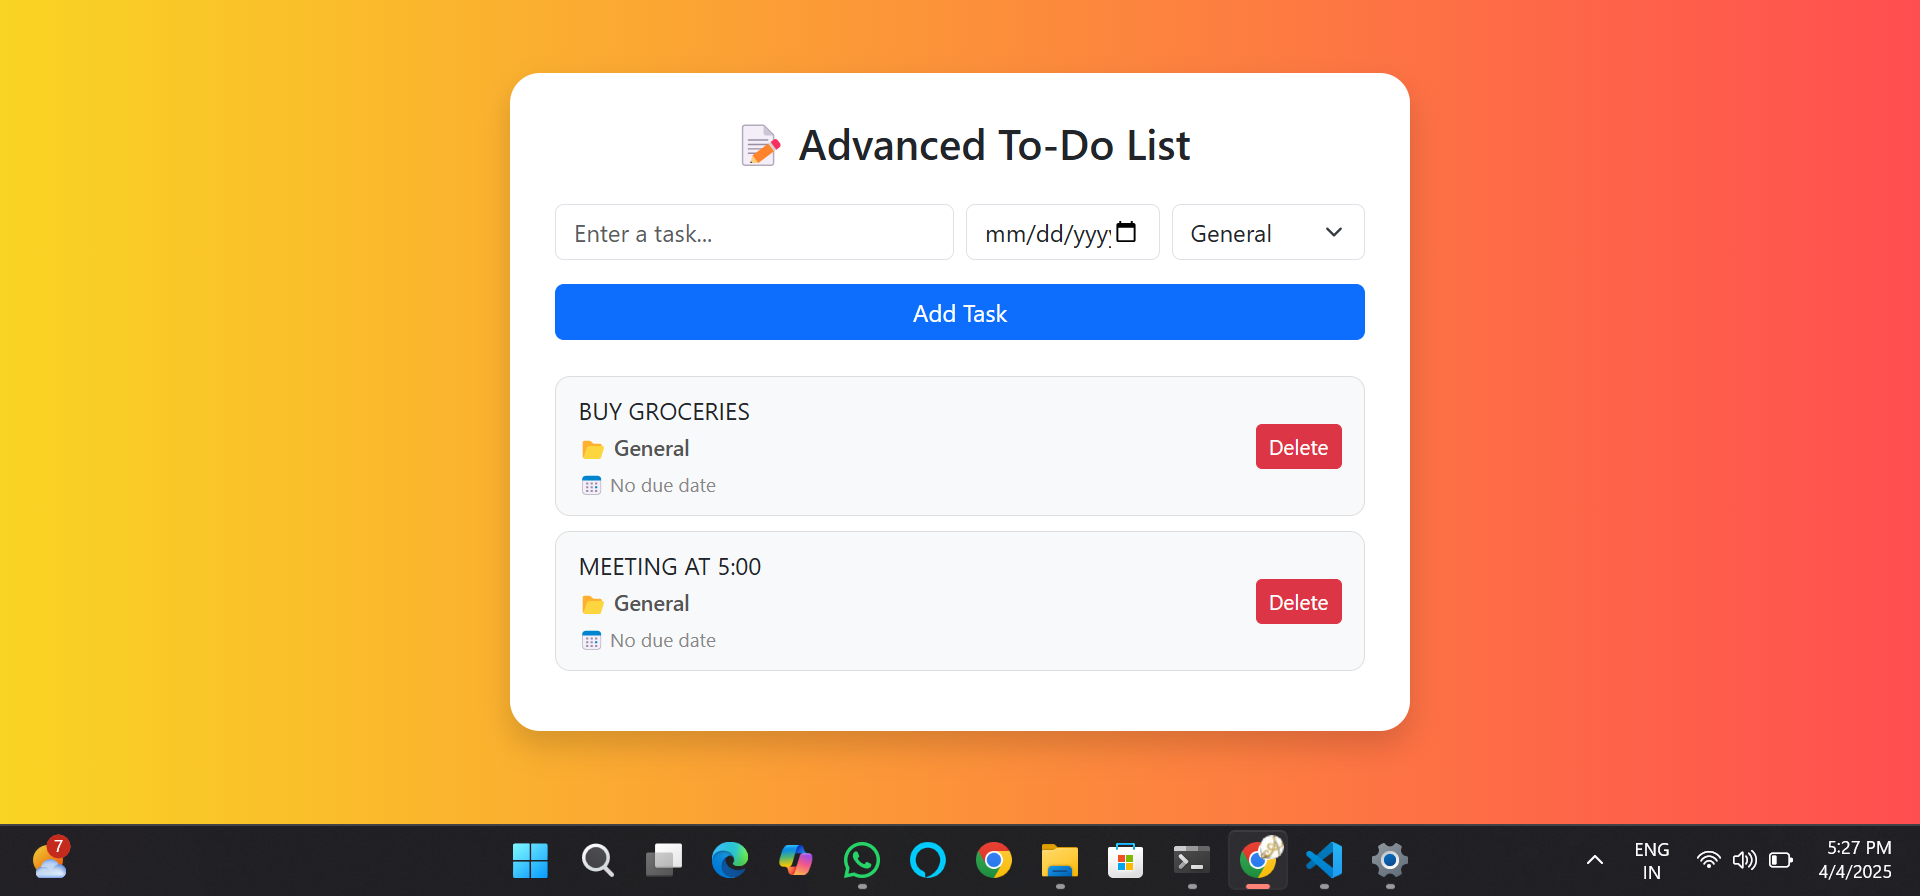 Advanced To-Do List
Enter a task...
mm/dd/yyyy
General
Add Task
BUY GROCERIES
General
No due date
Delete
MEETING AT 5:00
General
No due date
Delete
7
ENG
IN
5:27 PM
4/4/2025